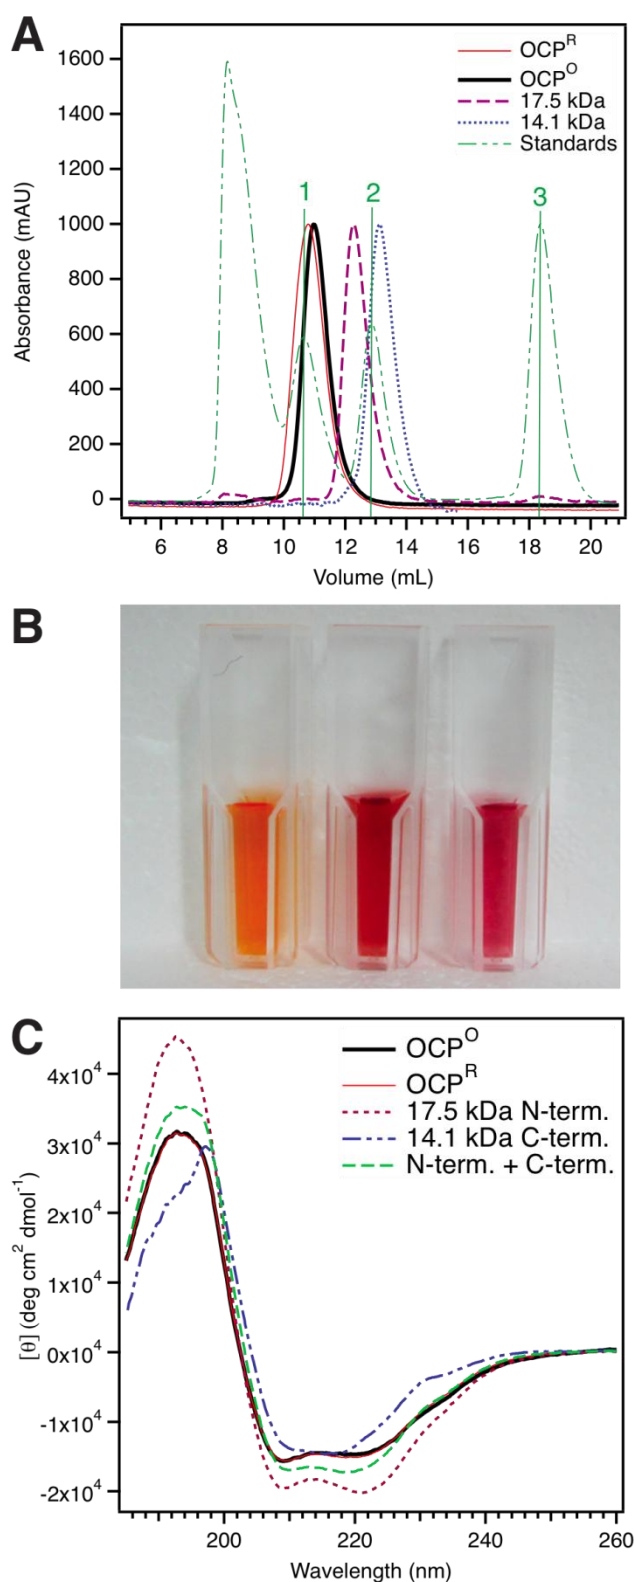 A
OCP^R
OCP^O
17.5 kDa
14.1 kDa
Standards
1600
1400
1200
1000
800
600
400
200
0
Absorbance (mAU)
1 2 3
6 8 10 12 14 16 18 20
Volume (mL)
B
C
OCP^O
OCP^R
17.5 kDa N-term.
14.1 kDa C-term.
N-term. + C-term.
4x10^4
3x10^4
2x10^4
1x10^4
0x10^4
-1x10^4
-2x10^4
[θ] (deg cm^2 dmol^-1)
200 220 240 260
Wavelength (nm)